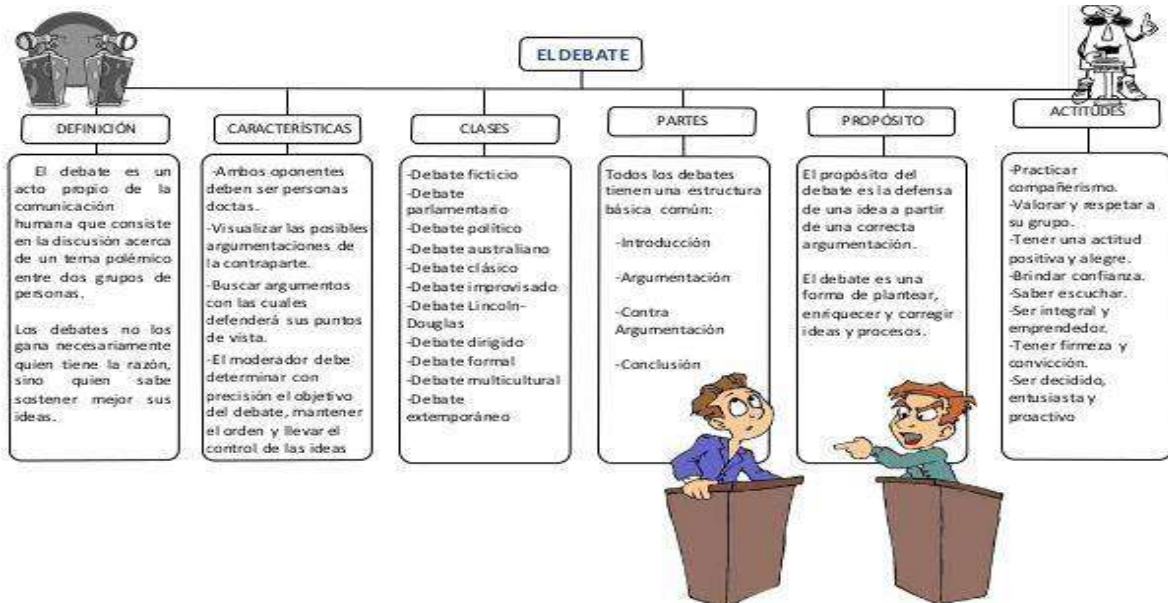 EL DEBATE
DEFINICIÓN
El debate es un
acto propio de la
comunicación
humana que consiste
en la discusión acerca
de un tema polémico
entre dos grupos de
personas.
Los debates no los
gana necesariamente
quien tiene la razón,
sino quien sabe
sostener mejor sus
ideas.
CARACTERÍSTICAS
-Ambos oponentes
deben ser personas
doctas.
-Visualizar las posibles
argumentaciones de
la contraparte.
-Buscar argumentos
con las cuales
defenderá sus puntos
de vista.
-El moderador debe
determinar con
precisión el objetivo
del debate, mantener
el orden y llevar el
control de las ideas
CLASES
-Debate ficticio
-Debate
parlamentario
-Debate político
-Debate australiano
-Debate clásico
-Debate improvisado
-Debate Lincoln-
Douglas
-Debate dirigido
-Debate formal
-Debate multicultural
-Debate
extemporáneo
PARTES
Todos los debates
tienen una estructura
básica común:
-Introducción
-Argumentación
-Contra
Argumentación
-Conclusión
PROPÓSITO
El propósito del
debate es la defensa
de una idea a partir
de una correcta
argumentación.
El debate es una
forma de plantear,
enriquecer y corregir
ideas y procesos.
ACTITUDES
-Practicar
compañerismo.
-Valorar y respetar a
su grupo.
-Tener una actitud
positiva y alegre.
-Brindar confianza.
-Saber escuchar.
-Ser integral y
emprendedor.
-Tener firmeza y
convicción.
-Ser decidido,
entusiasta y
proactivo